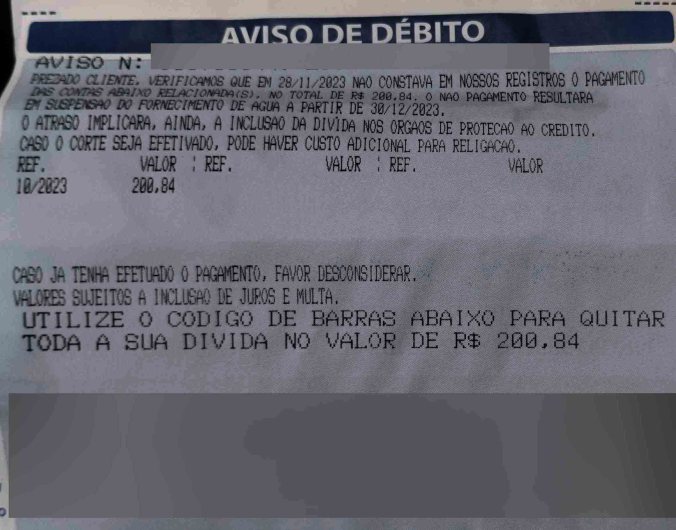 AVISO DE DÉBITO
AVISO N:
PREZADO CLIENTE, VERIFICAMOS QUE EM 28/11/2023 NAO CONSTAVA EM NOSSOS REGISTROS O PAGAMENTO
DAS CONTAS ABAIXO RELACIONADA(S), NO TOTAL DE R$ 200,84. O NAO PAGAMENTO RESULTARA
EM SUSPENSAO DO FORNECIMENTO DE AGUA A PARTIR DE 30/12/2023.
O ATRASO IMPLICARA, AINDA, A INCLUSAO DA DIVIDA NOS ORGAOS DE PROTECAO AO CREDITO.
CASO O CORTE SEJA EFETIVADO, PODE HAVER CUSTO ADICIONAL PARA RELIGACAO.
REF. VALOR ¦ REF. VALOR ¦ REF. VALOR
10/2023 200,84
CASO JA TENHA EFETUADO O PAGAMENTO, FAVOR DESCONSIDERAR.
VALORES SUJEITOS A INCLUSAO DE JUROS E MULTA.
UTILIZE O CODIGO DE BARRAS ABAIXO PARA QUITAR
TODA A SUA DIVIDA NO VALOR DE R$ 200,84